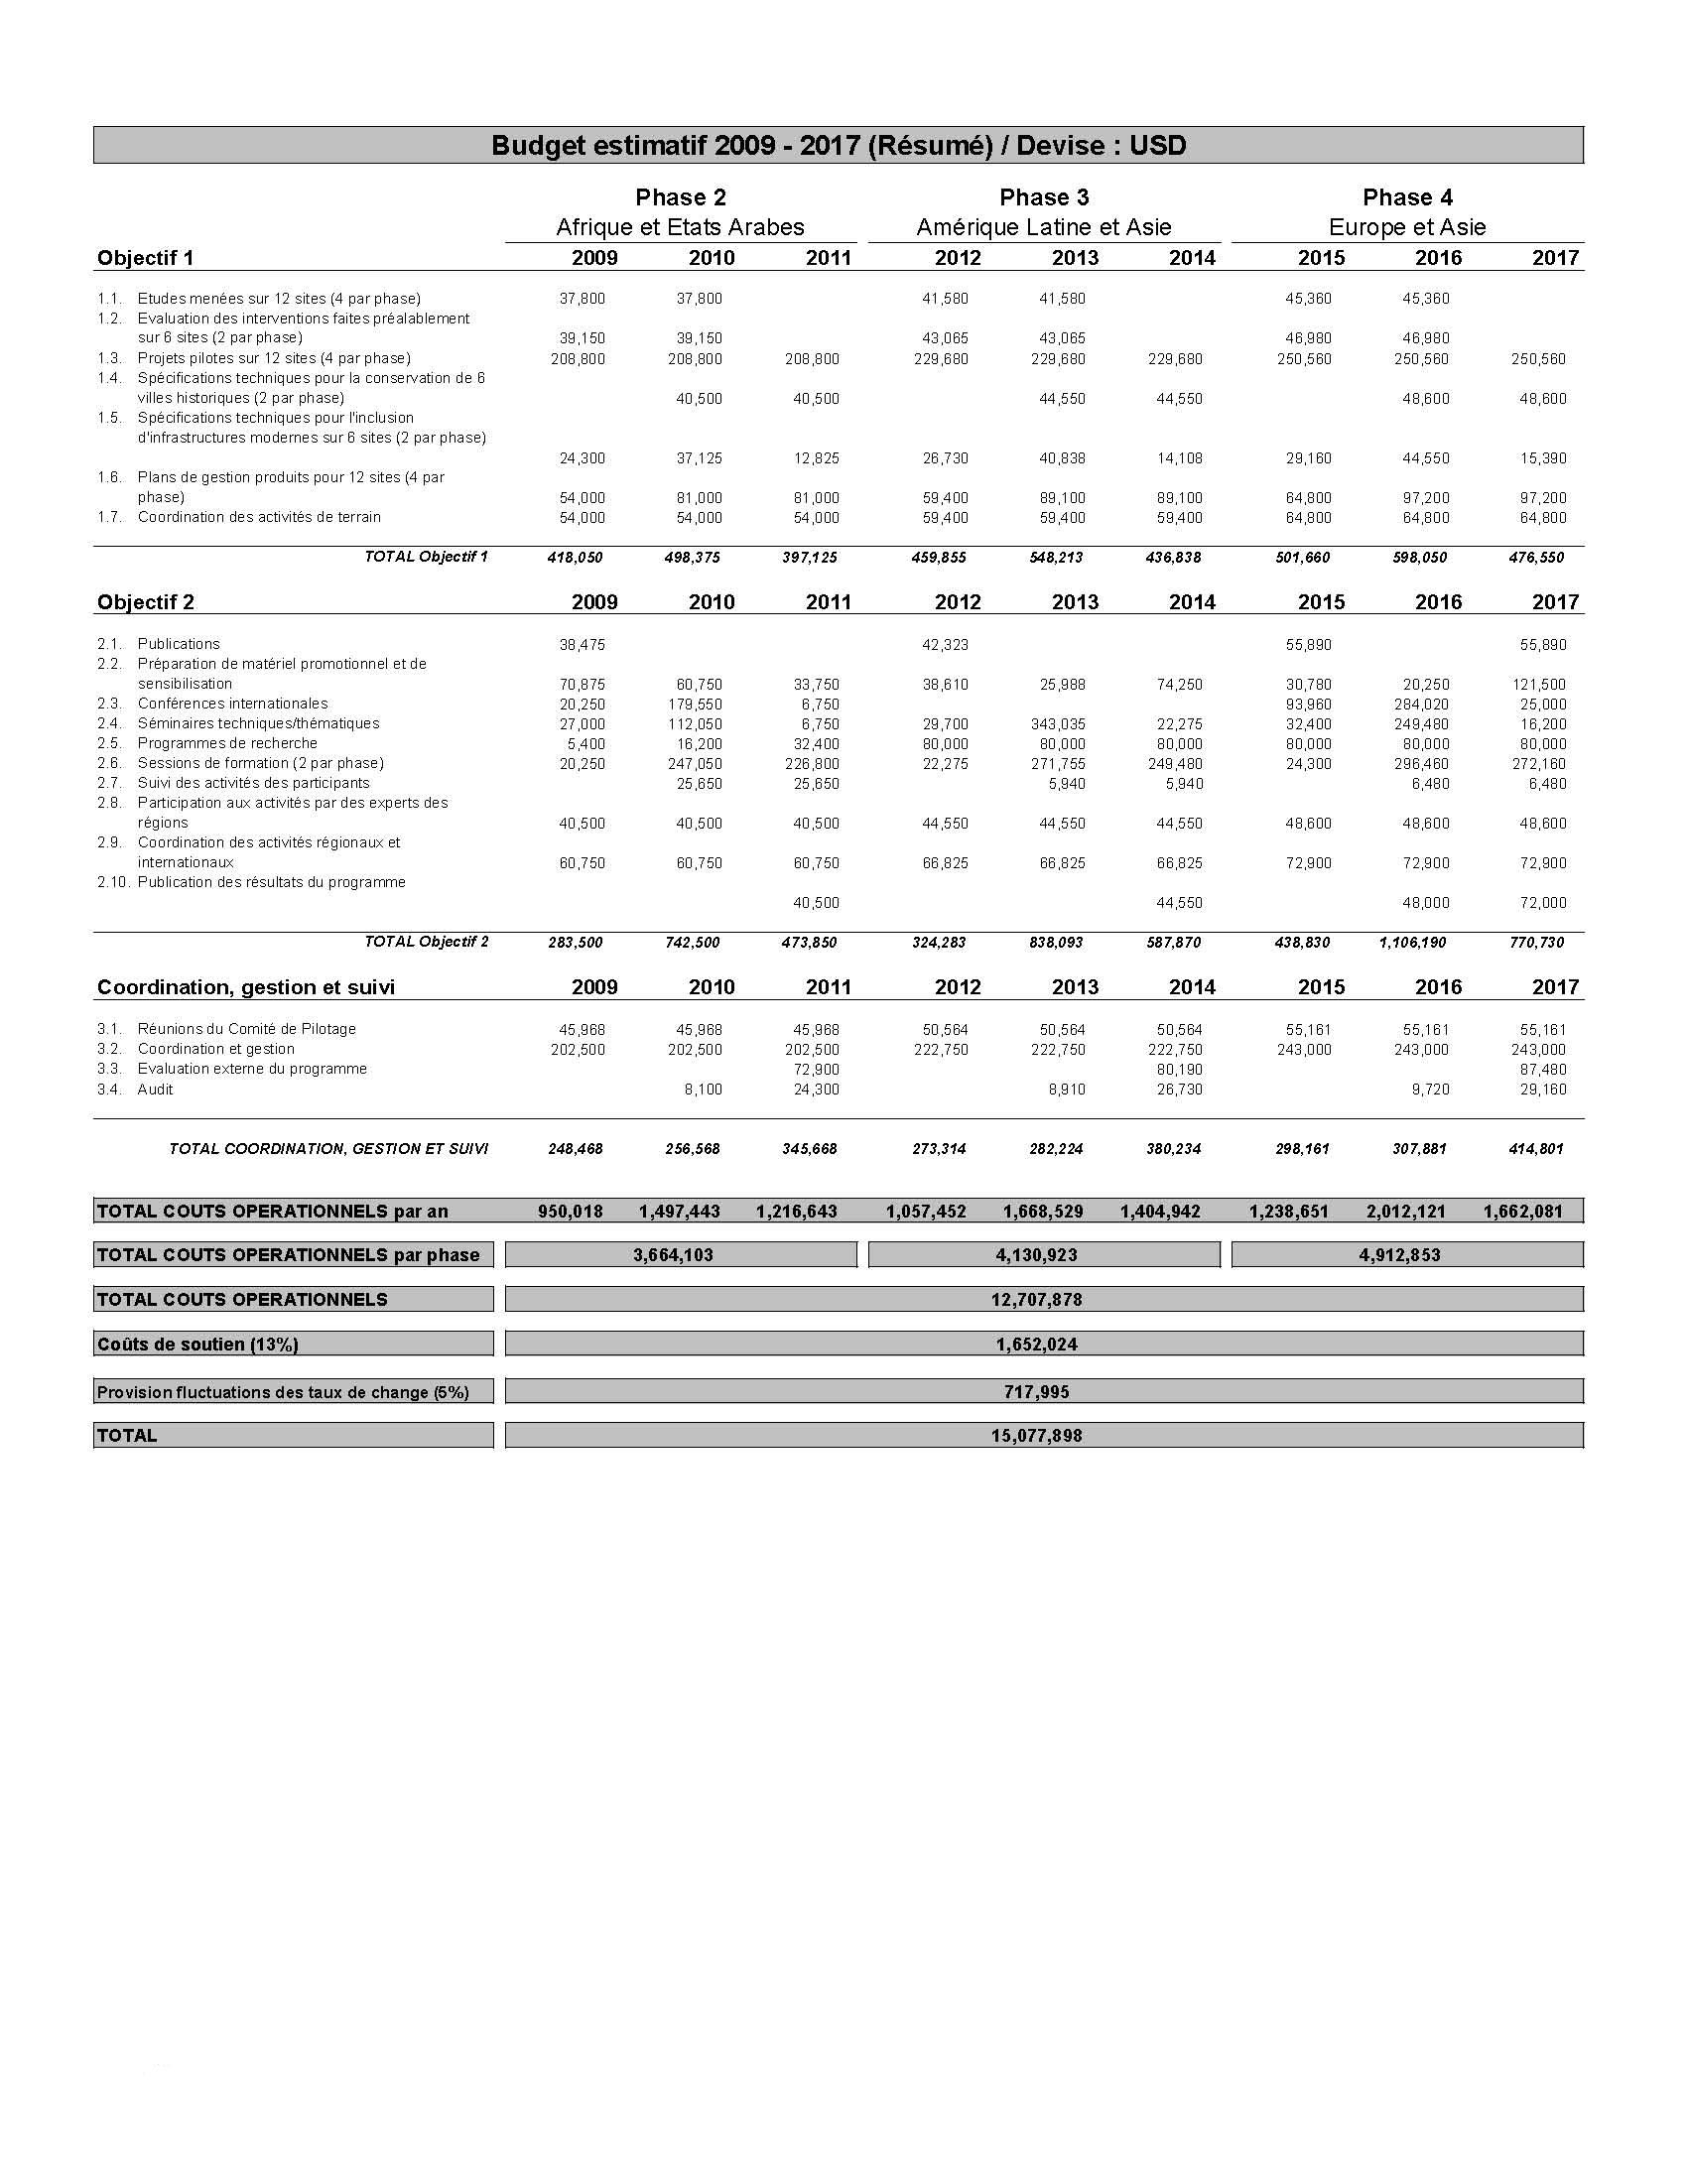 Budget estimatif 2009 - 2017 (Résumé) / Devise : USD
Phase 2 Phase 3 Phase 4
Afrique et Etats Arabes Amérique Latine et Asie Europe et Asie
Objectif 1 2009 2010 2011 2012 2013 2014 2015 2016 2017
1.1. Etudes menées sur 12 sites (4 par phase) 37,800 37,800 41,580 41,580 45,360 45,360
1.2. Evaluation des interventions faites préalablement
sur 6 sites (2 par phase) 39,150 39,150 43,065 43,065 46,980 46,980
1.3. Projets pilotes sur 12 sites (4 par phase) 208,800 208,800 208,800 229,680 229,680 229,680 250,560 250,560 250,560
1.4. Spécifications techniques pour la conservation de 6
villes historiques (2 par phase) 40,500 40,500 44,550 44,550 48,600 48,600
1.5. Spécifications techniques pour l'inclusion
d'infrastructures modernes sur 6 sites (2 par phase)
24,300 37,125 12,825 26,730 40,838 14,108 29,160 44,550 15,390
1.6. Plans de gestion produits pour 12 sites (4 par
phase) 54,000 81,000 81,000 59,400 89,100 89,100 64,800 97,200 97,200
1.7. Coordination des activités de terrain 54,000 54,000 54,000 59,400 59,400 59,400 64,800 64,800 64,800
TOTAL Objectif 1 418,050 498,375 397,125 459,855 548,213 436,838 501,660 598,050 476,550
Objectif 2 2009 2010 2011 2012 2013 2014 2015 2016 2017
2.1. Publications 38,475 42,323 55,890 55,890
2.2. Préparation de matériel promotionnel et de
sensibilisation 70,875 60,750 33,750 38,610 25,988 74,250 30,780 20,250 121,500
2.3. Conférences internationales 20,250 179,550 6,750 93,960 284,020 25,000
2.4. Séminaires techniques/thématiques 27,000 112,050 6,750 29,700 343,035 22,275 32,400 249,480 16,200
2.5. Programmes de recherche 5,400 16,200 32,400 80,000 80,000 80,000 80,000 80,000 80,000
2.6. Sessions de formation (2 par phase) 20,250 247,050 226,800 22,275 271,755 249,480 24,300 296,460 272,160
2.7. Suivi des activités des participants 25,650 25,650 5,940 5,940 6,480 6,480
2.8. Participation aux activités par des experts des
régions 40,500 40,500 40,500 44,550 44,550 44,550 48,600 48,600 48,600
2.9. Coordination des activités régionaux et
internationaux 60,750 60,750 60,750 66,825 66,825 66,825 72,900 72,900 72,900
2.10. Publication des résultats du programme
40,500 44,550 48,000 72,000
TOTAL Objectif 2 283,500 742,500 473,850 324,283 838,093 587,870 438,830 1,106,190 770,730
Coordination, gestion et suivi 2009 2010 2011 2012 2013 2014 2015 2016 2017
3.1. Réunions du Comité de Pilotage 45,968 45,968 45,968 50,564 50,564 50,564 55,161 55,161 55,161
3.2. Coordination et gestion 202,500 202,500 202,500 222,750 222,750 222,750 243,000 243,000 243,000
3.3. Evaluation externe du programme 72,900 80,190 87,480
3.4. Audit 8,100 24,300 8,910 26,730 9,720 29,160
TOTAL COORDINATION, GESTION ET SUIVI 248,468 256,568 345,668 273,314 282,224 380,234 298,161 307,881 414,801
TOTAL COUTS OPERATIONNELS par an 950,018 1,497,443 1,216,643 1,057,452 1,668,529 1,404,942 1,238,651 2,012,121 1,662,081
TOTAL COUTS OPERATIONNELS par phase 3,664,103 4,130,923 4,912,853
TOTAL COUTS OPERATIONNELS 12,707,878
Coûts de soutien (13%) 1,652,024
Provision fluctuations des taux de change (5%) 717,995
TOTAL 15,077,898